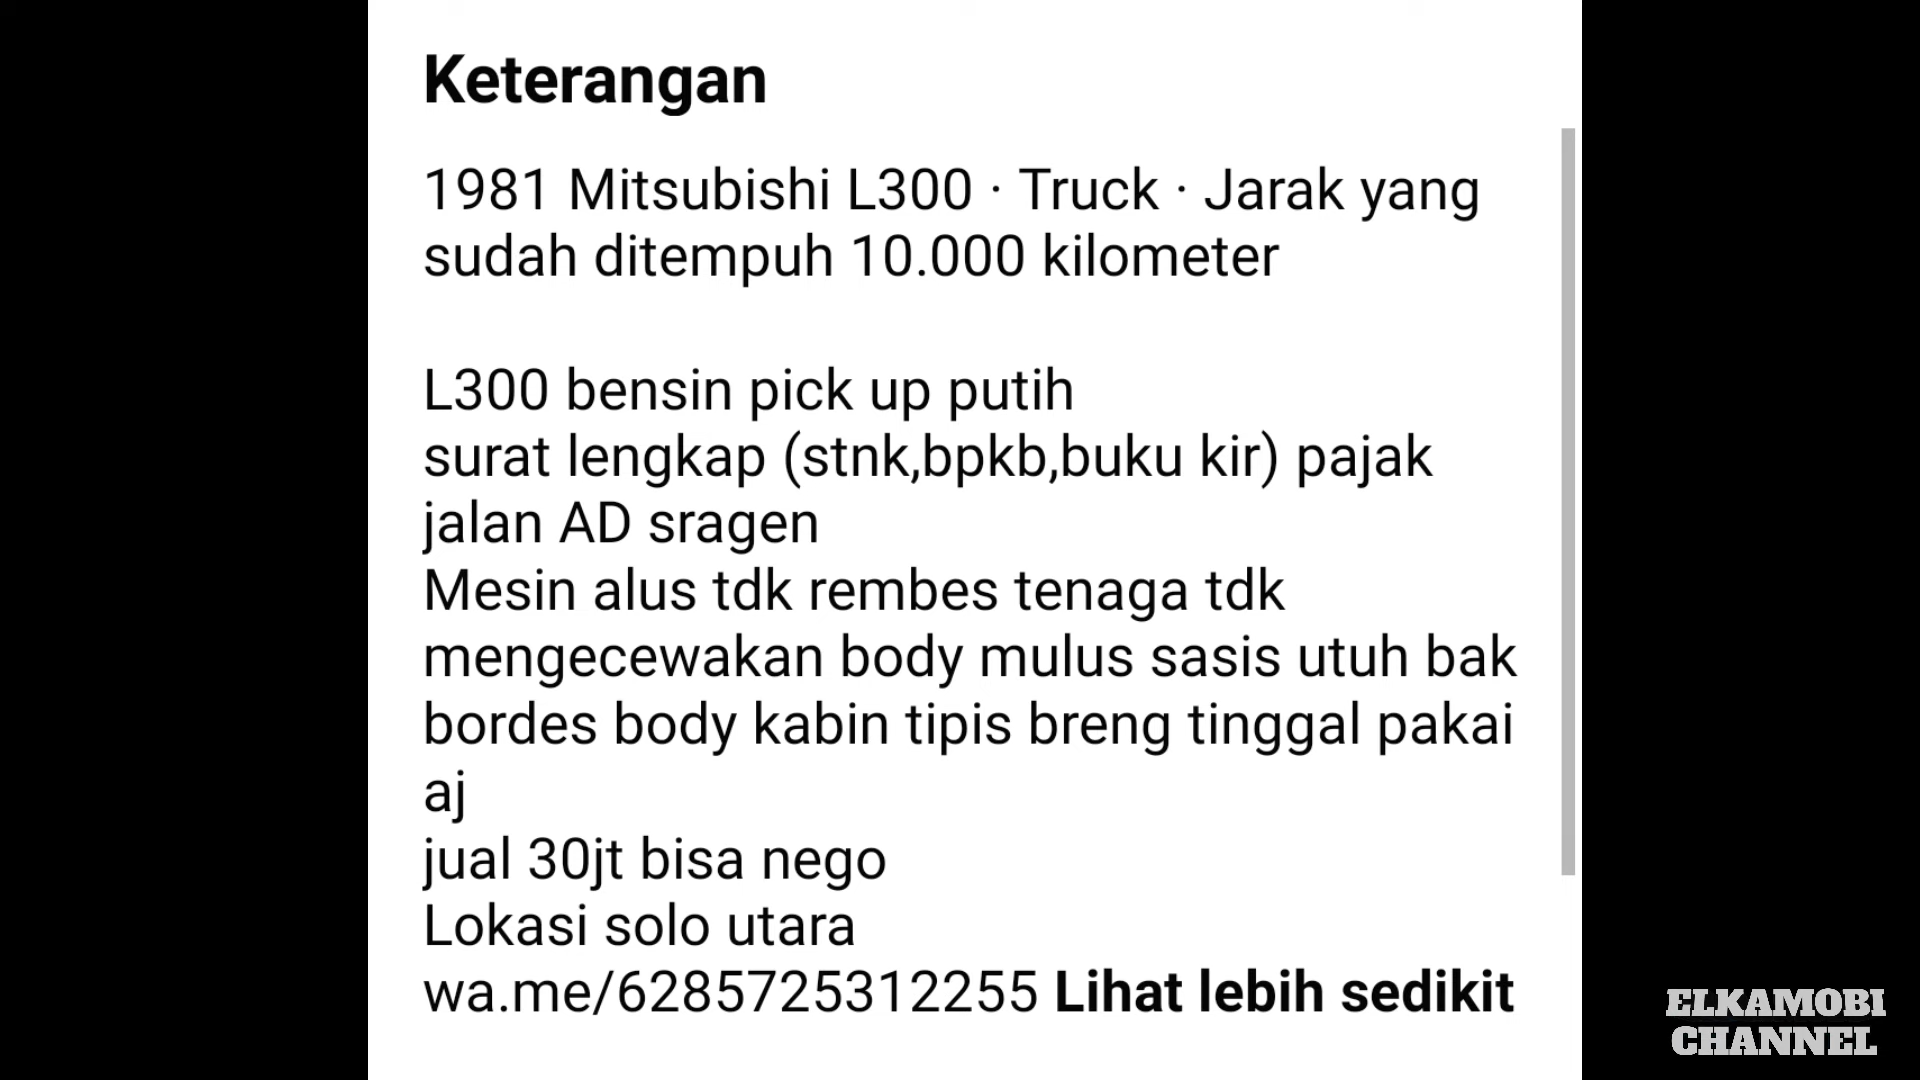 Keterangan
1981 Mitsubishi L300 · Truck · Jarak yang
sudah ditempuh 10.000 kilometer
L300 bensin pick up putih
surat lengkap (stnk,bpkb,buku kir) pajak
jalan AD sragen
Mesin alus tdk rembes tenaga tdk
mengecewakan body mulus sasis utuh bak
bordes body kabin tipis breng tinggal pakai
aj
jual 30jt bisa nego
Lokasi solo utara
wa.me/6285725312255 Lihat lebih sedikit
ELKAMOBI
CHANNEL